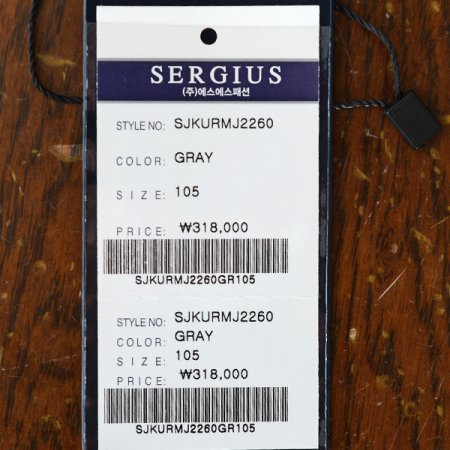 SERGIUS
(주)에스에스패션
STYLE NO: SJKURMJ2260
COLOR: GRAY
SIZE: 105
PRICE: ₩318,000
SJKURMJ2260GR105
STYLE NO: SJKURMJ2260
COLOR: GRAY
SIZE: 105
PRICE: ₩318,000
SJKURMJ2260GR105